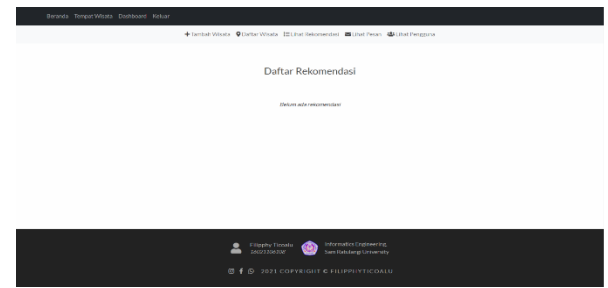 Beranda Tempat Wisata Dashboard Keluar
Tambah Wisata Daftar Wisata Lihat Rekomendasi Lihat Pesan Lihat Pengguna
Daftar Rekomendasi
Belum ada rekomendasi
Filipphy Ticoalu
Informatics Engineering,
Sam Ratulangi University
2021 COPYRIGHT © FILIPPHYTICOALU